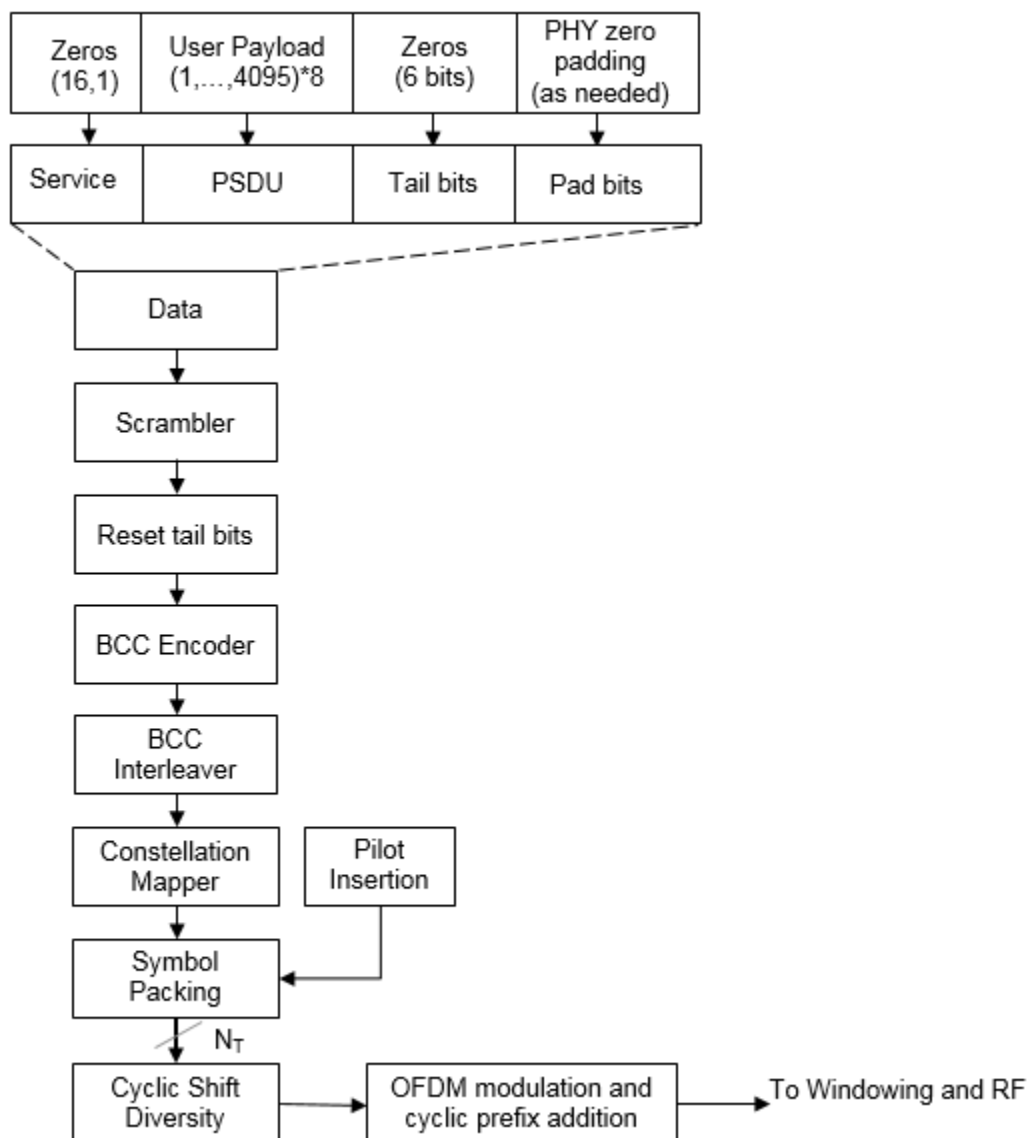 Zeros
(16,1)
User Payload
(1,...,4095)*8
Zeros
(6 bits)
PHY zero
padding
(as needed)
Service
PSDU
Tail bits
Pad bits
Data
Scrambler
Reset tail bits
BCC Encoder
BCC
Interleaver
Constellation
Mapper
Pilot
Insertion
Symbol
Packing
N_T
Cyclic Shift
Diversity
OFDM modulation and
cyclic prefix addition
To Windowing and RF